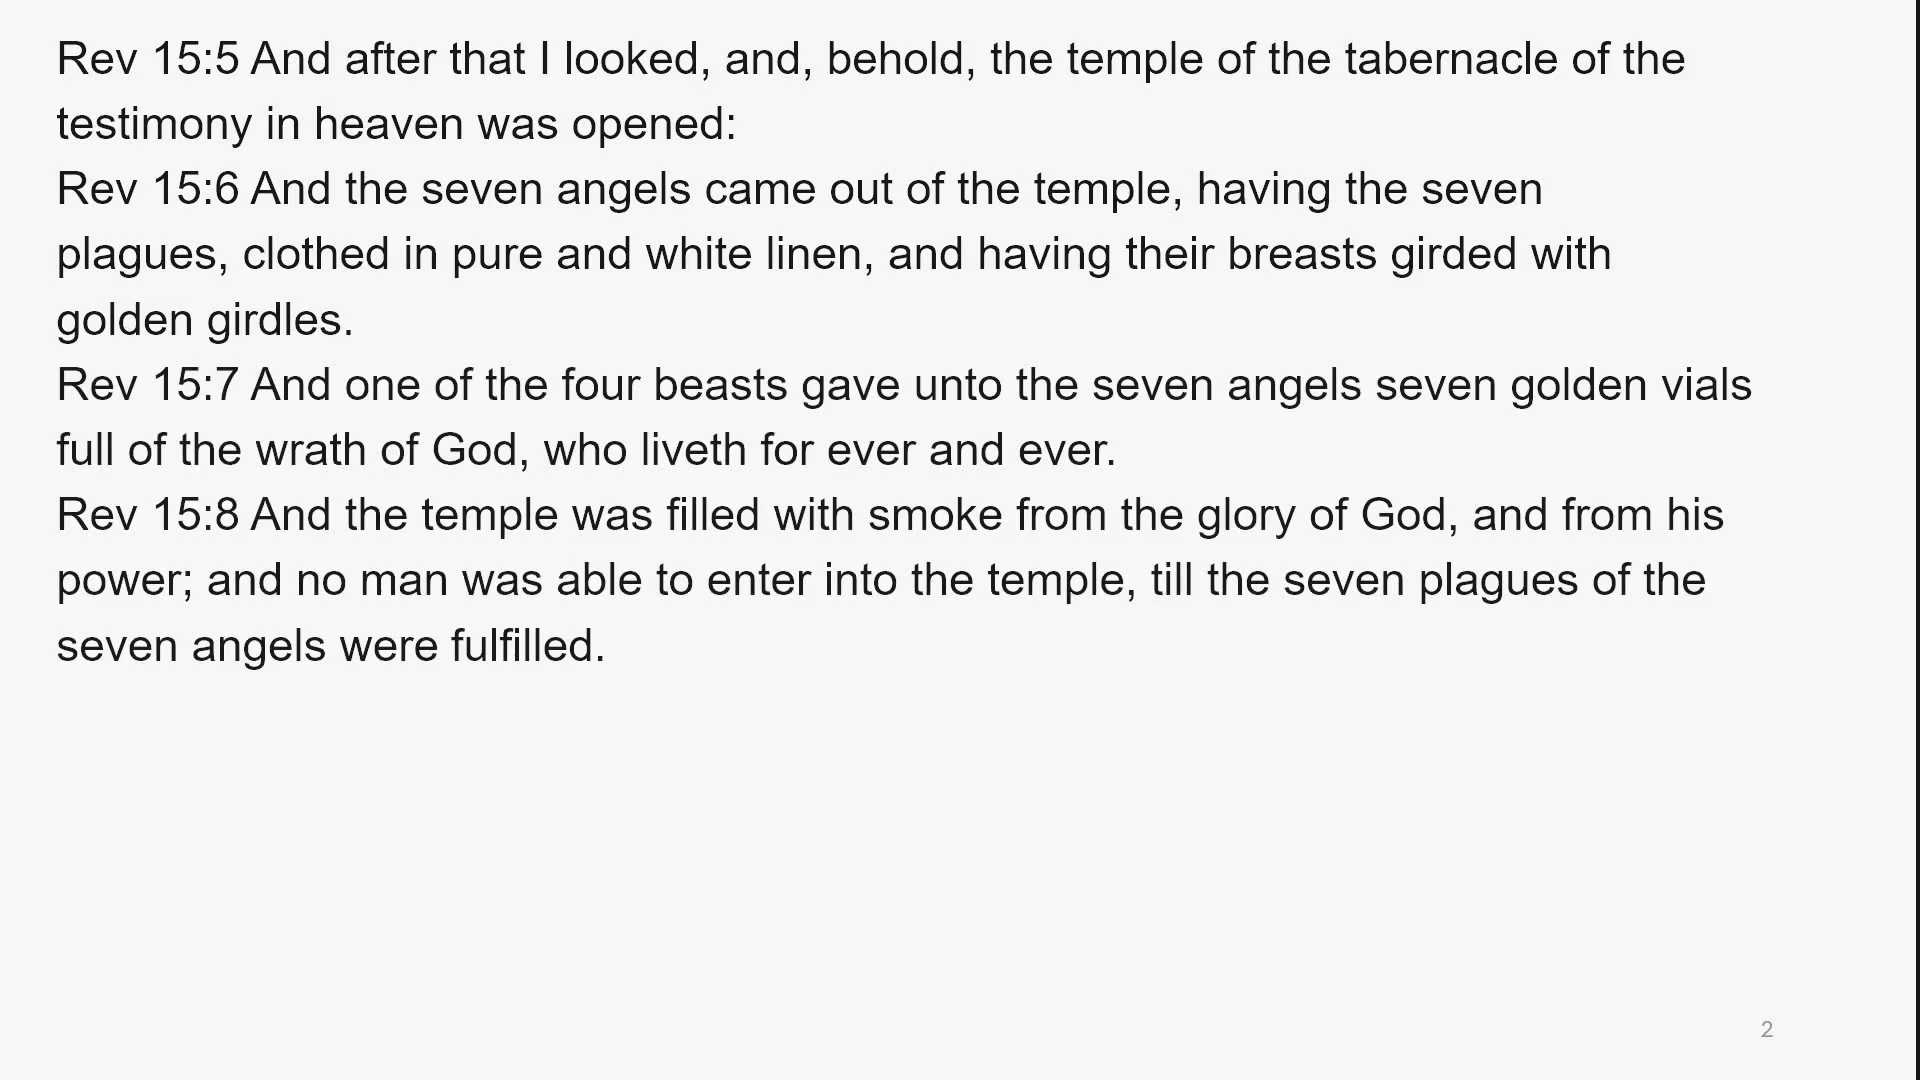 Rev 15:5 And after that I looked, and, behold, the temple of the tabernacle of the
testimony in heaven was opened:
Rev 15:6 And the seven angels came out of the temple, having the seven
plagues, clothed in pure and white linen, and having their breasts girded with
golden girdles.
Rev 15:7 And one of the four beasts gave unto the seven angels seven golden vials
full of the wrath of God, who liveth for ever and ever.
Rev 15:8 And the temple was filled with smoke from the glory of God, and from his
power; and no man was able to enter into the temple, till the seven plagues of the
seven angels were fulfilled.
2